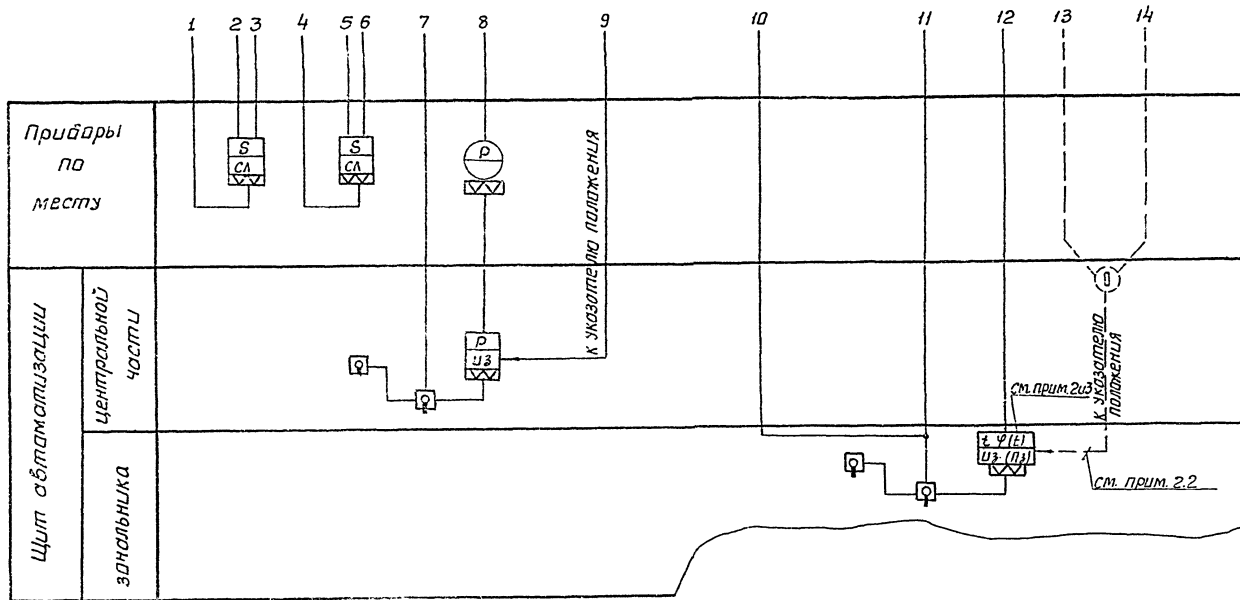 1 2 3 4 5 6 7 8 9 10 11 12 13 14
Приборы
по
месту
S
СЛ
S
СЛ
P
К указателю положения
Щит автоматизации
центральной
части
P
ИЗ
К указателю
положения
см. прим. 2и3
t φ(t)
ИЗ.(ПЗ)
см. прим. 2.2
зональника